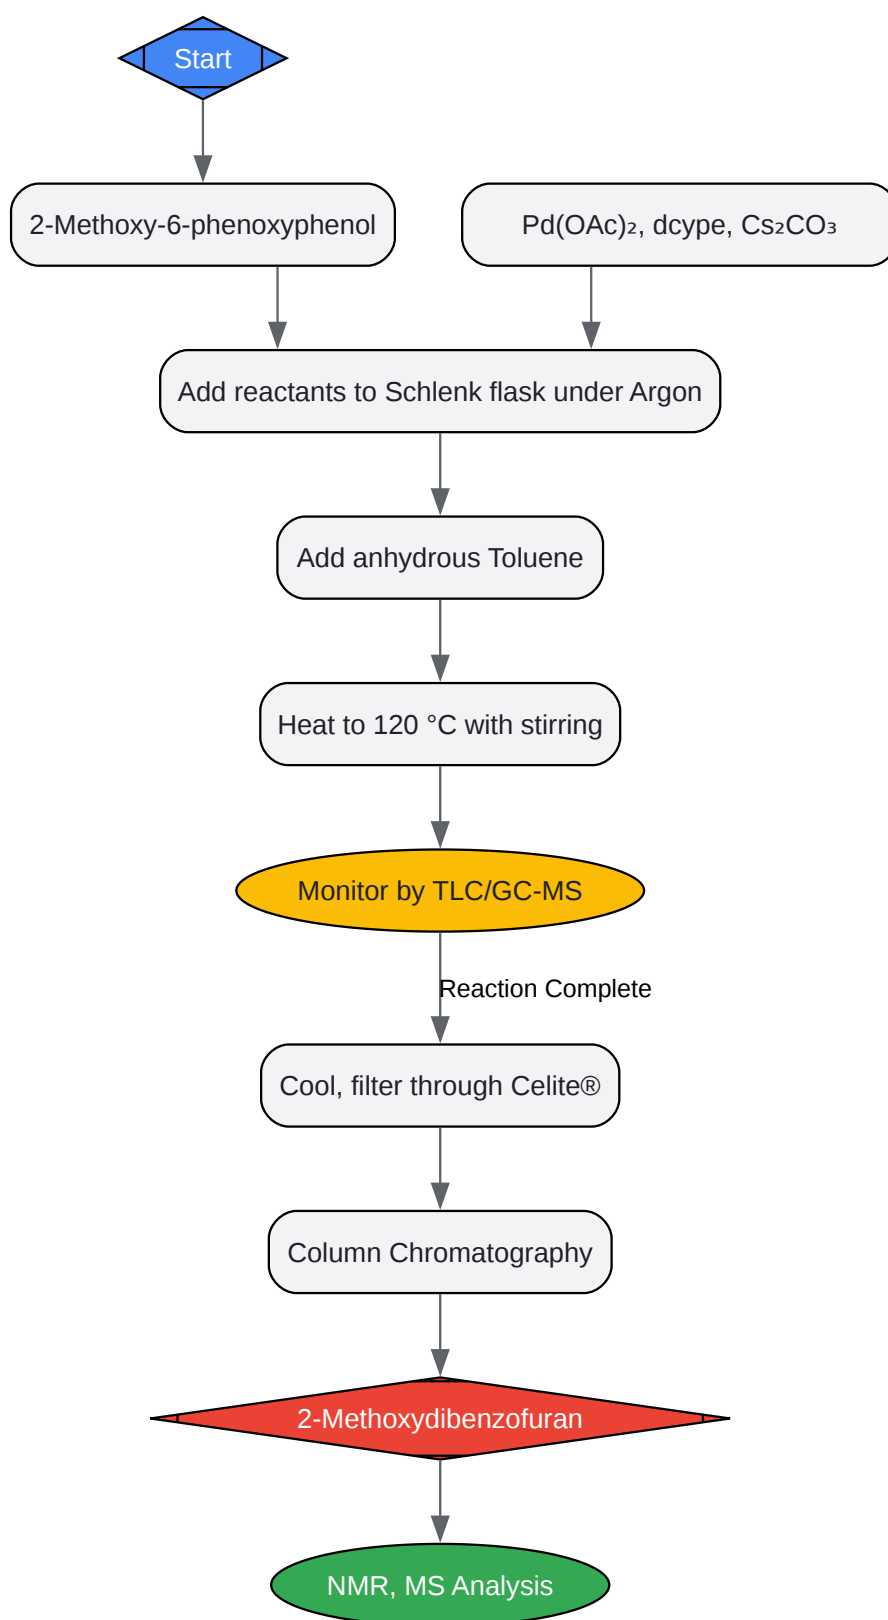 Start
2-Methoxy-6-phenoxyphenol
Pd(OAc)₂, dcype, Cs₂CO₃
Add reactants to Schlenk flask under Argon
Add anhydrous Toluene
Heat to 120 °C with stirring
Monitor by TLC/GC-MS
Reaction Complete
Cool, filter through Celite®
Column Chromatography
2-Methoxydibenzofuran
NMR, MS Analysis